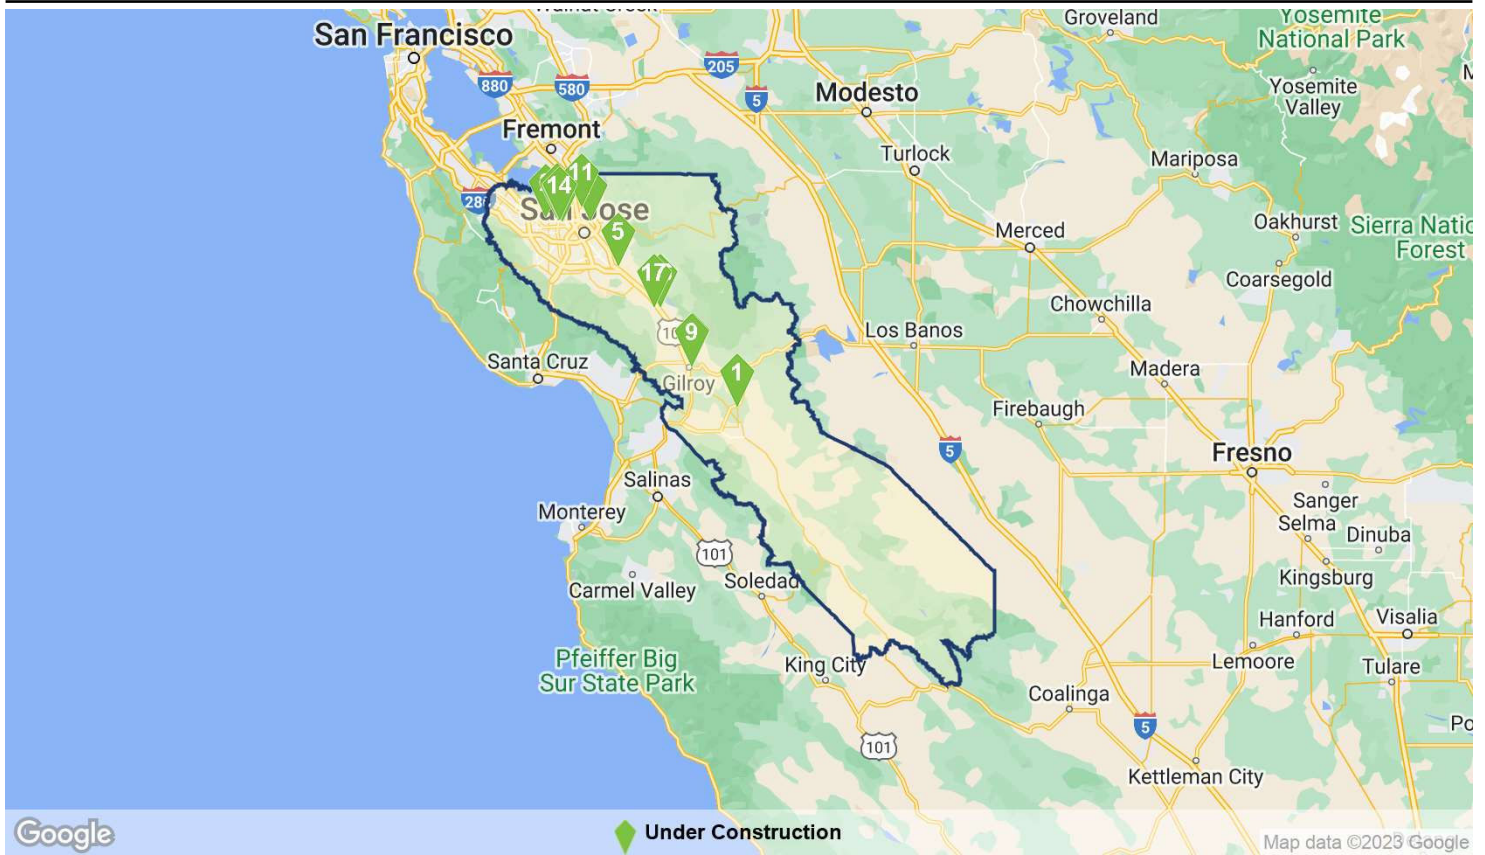 San Francisco
Groveland
Yosemite
National Park
Yosemite
Valley
880
580
205
5
Modesto
Fremont
Turlock
Mariposa
11
14
280
San Jose
5
Oakhurst
Merced
Coarsegold
17
Chowchilla
9
Los Banos
Santa Cruz
Gilroy
1
Madera
Firebaugh
5
Fresno
Salinas
Sanger
Monterey
Selma
Dinuba
101
Soledad
Kingsburg
Carmel Valley
Hanford
Visalia
Pfeiffer Big
Sur State Park
King City
Lemoore
Tulare
Coalinga
5
101
Kettleman City
Google
Under Construction
Map data ©2023 Google